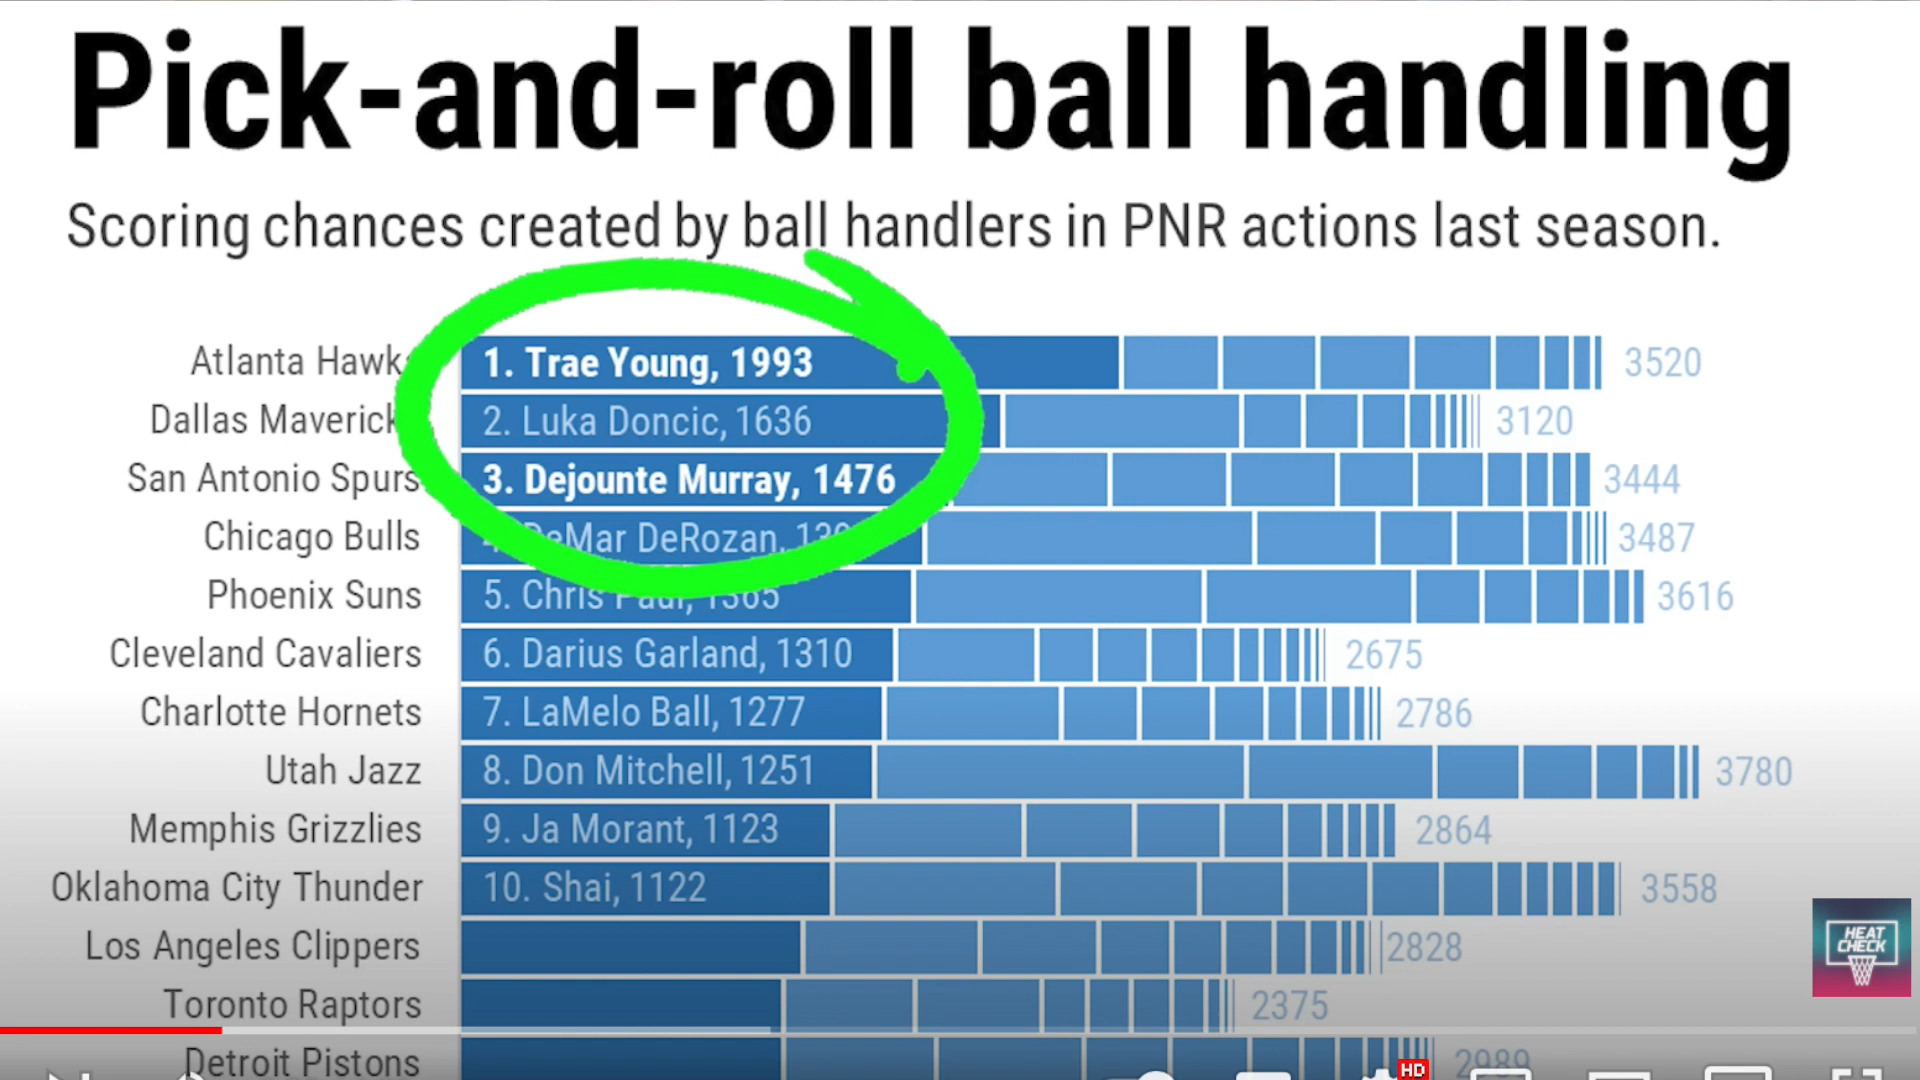 Pick-and-roll ball handling
Scoring chances created by ball handlers in PNR actions last season.
Atlanta Hawks 1. Trae Young, 1993 3520
Dallas Maverick 2. Luka Doncic, 1636 3120
San Antonio Spurs 3. Dejounte Murray, 1476 3444
Chicago Bulls DeMar DeRozan, 3487
Phoenix Suns 5. Chris Paul, 1365 3616
Cleveland Cavaliers 6. Darius Garland, 1310 2675
Charlotte Hornets 7. LaMelo Ball, 1277 2786
Utah Jazz 8. Don Mitchell, 1251 3780
Memphis Grizzlies 9. Ja Morant, 1123 2864
Oklahoma City Thunder 10. Shai, 1122 3558
Los Angeles Clippers 2828
Toronto Raptors 2375
Detroit Pistons 2989
HEAT
CHECK
HD